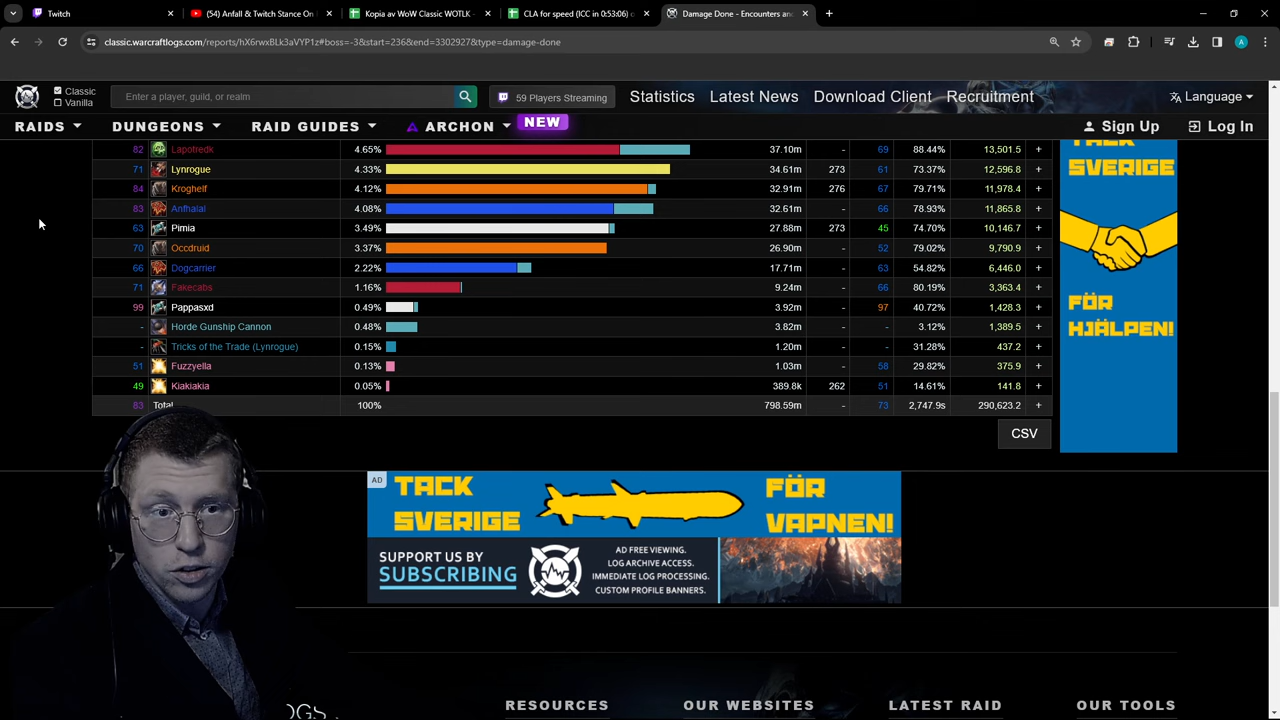 Twitch
(54) Anfall & Twitch Stance On
Kopia av WoW Classic WOTLK -
CLA for speed (ICC in 0:53:06) o
Damage Done - Encounters an
classic.warcraftlogs.com/reports/hX6rwxBLk3aVYP1z#boss=-3&start=236&end=3302927&type=damage-done
Classic
Vanilla
Enter a player, guild, or realm
59 Players Streaming
Statistics Latest News Download Client Recruitment
Language
RAIDS DUNGEONS RAID GUIDES ARCHON NEW
Sign Up Log In
82 Lapotredk 4.65% 37.10m - 69 88.44% 13,501.5 +
71 Lynrogue 4.33% 34.61m 273 61 73.37% 12,596.8 +
84 Kroghelf 4.12% 32.91m 276 67 79.71% 11,978.4 +
83 Anfhalal 4.08% 32.61m - 66 78.93% 11,865.8 +
63 Pimia 3.49% 27.88m 273 45 74.70% 10,146.7 +
70 Occdruid 3.37% 26.90m - 52 79.02% 9,790.9 +
66 Dogcarrier 2.22% 17.71m - 63 54.82% 6,446.0 +
71 Fakecabs 1.16% 9.24m - 66 80.19% 3,363.4 +
99 Pappasxd 0.49% 3.92m - 97 40.72% 1,428.3 +
- Horde Gunship Cannon 0.48% 3.82m - - 3.12% 1,389.5 +
- Tricks of the Trade (Lynrogue) 0.15% 1.20m - - 31.28% 437.2 +
51 Fuzzyella 0.13% 1.03m - 58 29.82% 375.9 +
49 Kiakiakia 0.05% 389.8k 262 51 14.61% 141.8 +
83 Total 100% 798.59m - 73 2,747.9s 290,623.2 +
CSV
SVERIGE
FÖR
HJÄLPEN!
AD
TACK
SVERIGE
FÖR
VAPNEN!
SUPPORT US BY
SUBSCRIBING
AD FREE VIEWING.
LOG ARCHIVE ACCESS.
IMMEDIATE LOG PROCESSING.
CUSTOM PROFILE BANNERS.
RESOURCES OUR WEBSITES LATEST RAID OUR TOOLS